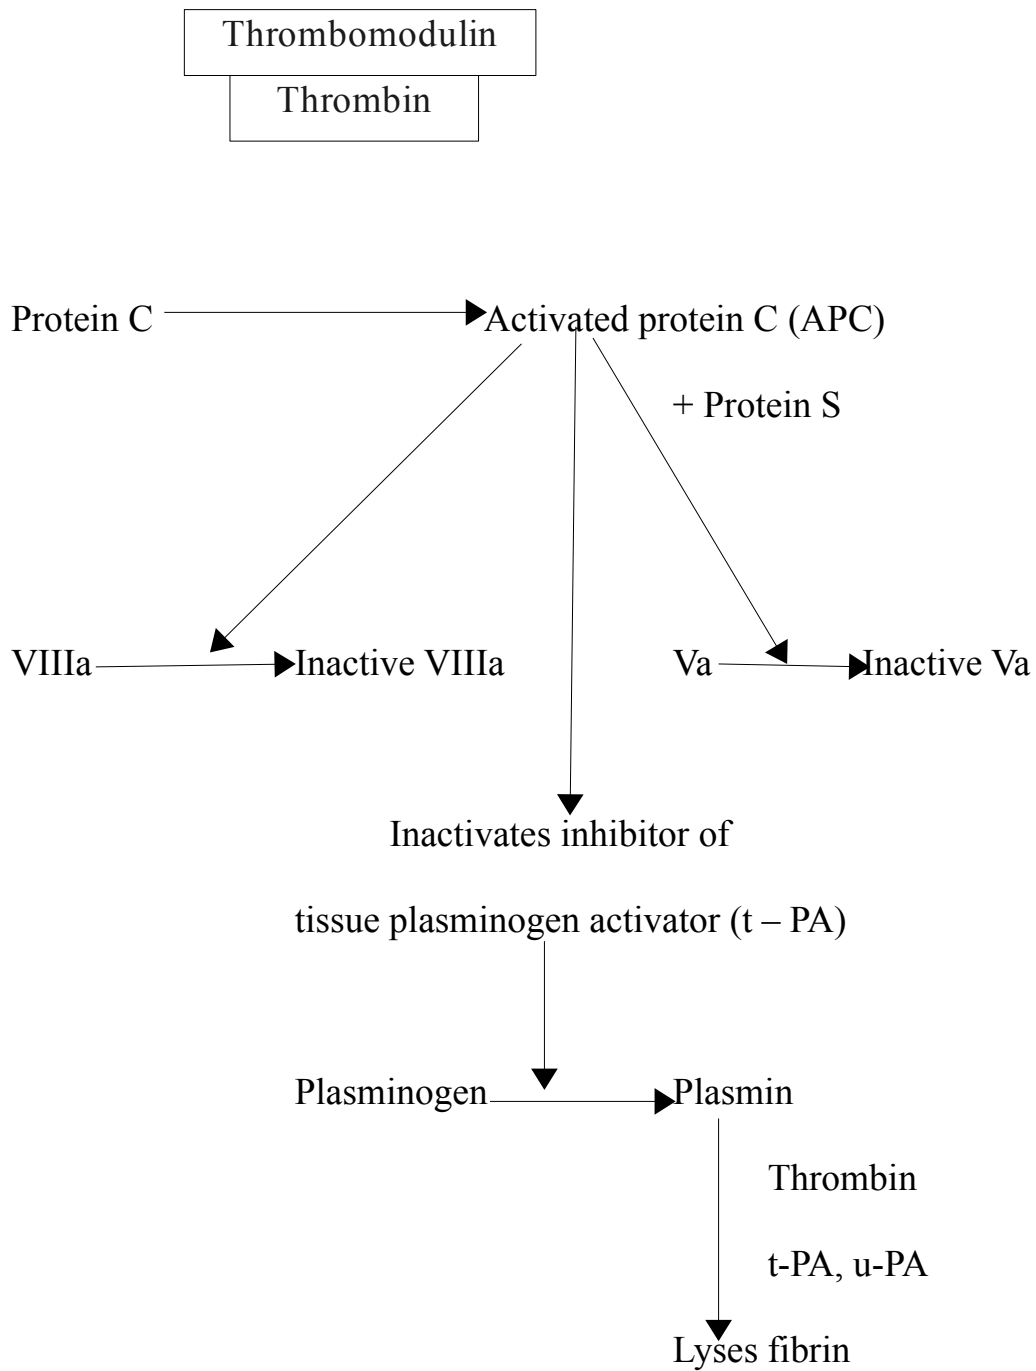 Thrombomodulin
Thrombin
Protein C Activated protein C (APC)
+ Protein S
VIIIa Inactive VIIIa Va Inactive Va
Inactivates inhibitor of
tissue plasminogen activator (t – PA)
Plasminogen Plasmin
Thrombin
t-PA, u-PA
Lyses fibrin